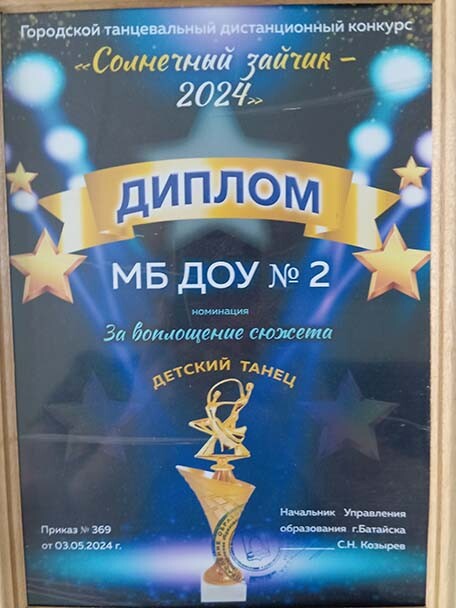 Городской танцевальный дистанционный конкурс
«Солнечный зайчик –
2024»
ДИПЛОМ
МБ ДОУ № 2
номинация
За воплощение сюжета
ДЕТСКИЙ ТАНЕЦ
Начальник Управления
образования г.Батайска
С.Н. Козырев
Приказ № 369
от 03.05.2024 г.